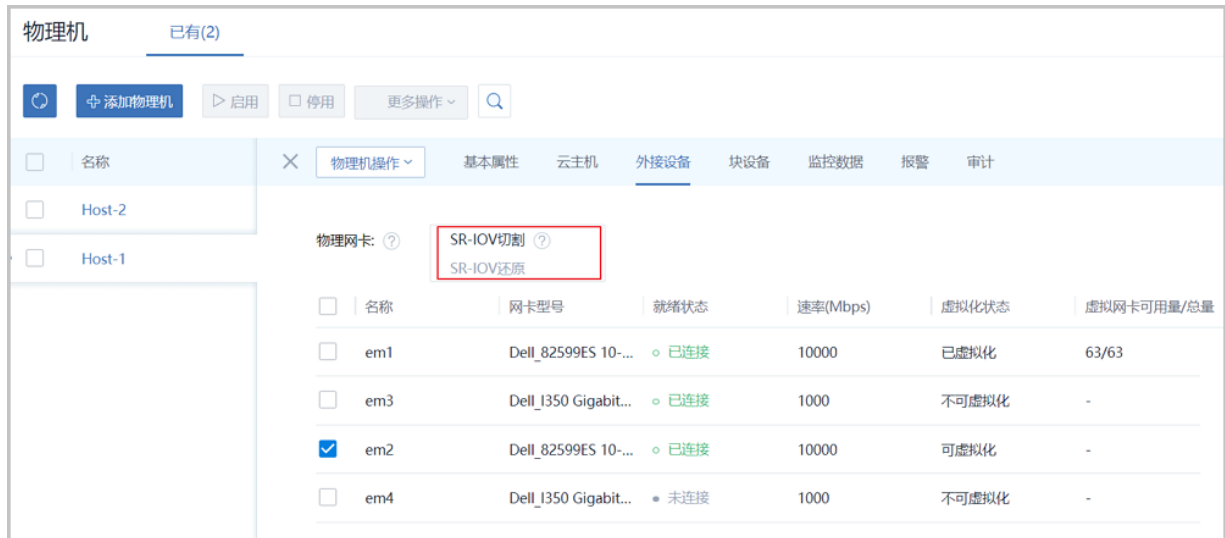 物理机 已有(2)
添加物理机 启用 停用 更多操作
名称 物理机操作 基本属性 云主机 外接设备 块设备 监控数据 报警 审计
Host-2
Host-1
物理网卡: ? SR-IOV切割 ?
SR-IOV还原
名称 网卡型号 就绪状态 速率(Mbps) 虚拟化状态 虚拟网卡可用量/总量
em1 Dell_82599ES 10-... 已连接 10000 已虚拟化 63/63
em3 Dell_I350 Gigabit... 已连接 1000 不可虚拟化 -
em2 Dell_82599ES 10-... 已连接 10000 可虚拟化 -
em4 Dell_I350 Gigabit... 未连接 1000 不可虚拟化 -